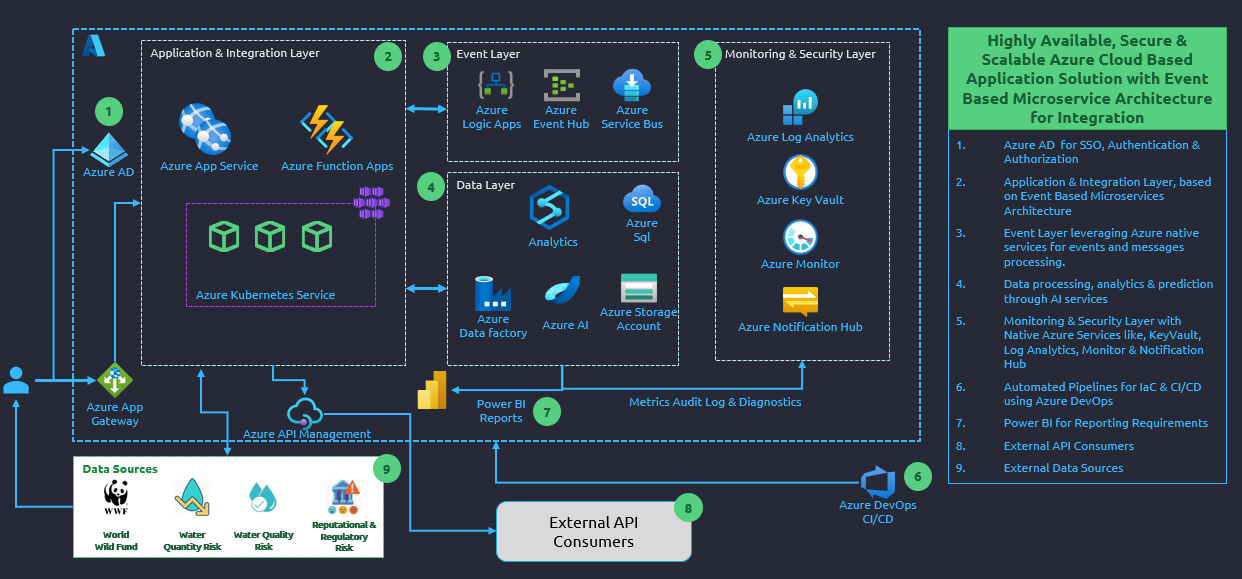 Application & Integration Layer
2
3
Event Layer
5
Monitoring & Security Layer
1
Azure AD
Azure App Service
Azure Function Apps
Azure Kubernetes Service
Azure
Logic Apps
Azure
Event Hub
Azure
Service Bus
4
Data Layer
Analytics
SQL
Azure
Sql
Azure
Data factory
Azure AI
Azure Storage
Account
Azure Log Analytics
Azure Key Vault
Azure Monitor
Azure Notification Hub
Azure App
Gateway
Azure API Management
Power BI
Reports
7
Metrics Audit Log & Diagnostics
Data Sources
9
WWF
World
Wild Fund
Water
Quantity Risk
Water Quality
Risk
Reputational &
Regulatory
Risk
8
External API
Consumers
6
Azure DevOps
CI/CD
Highly Available, Secure &
Scalable Azure Cloud Based
Application Solution with Event
Based Microservice Architecture
for Integration
1. Azure AD for SSO, Authentication &
Authorization
2. Application & Integration Layer, based
on Event Based Microservices
Architecture
3. Event Layer leveraging Azure native
services for events and messages
processing.
4. Data processing, analytics & prediction
through AI services
5. Monitoring & Security Layer with
Native Azure Services like, KeyVault,
Log Analytics, Monitor & Notification
Hub
6. Automated Pipelines for IaC & CI/CD
using Azure DevOps
7. Power BI for Reporting Requirements
8. External API Consumers
9. External Data Sources